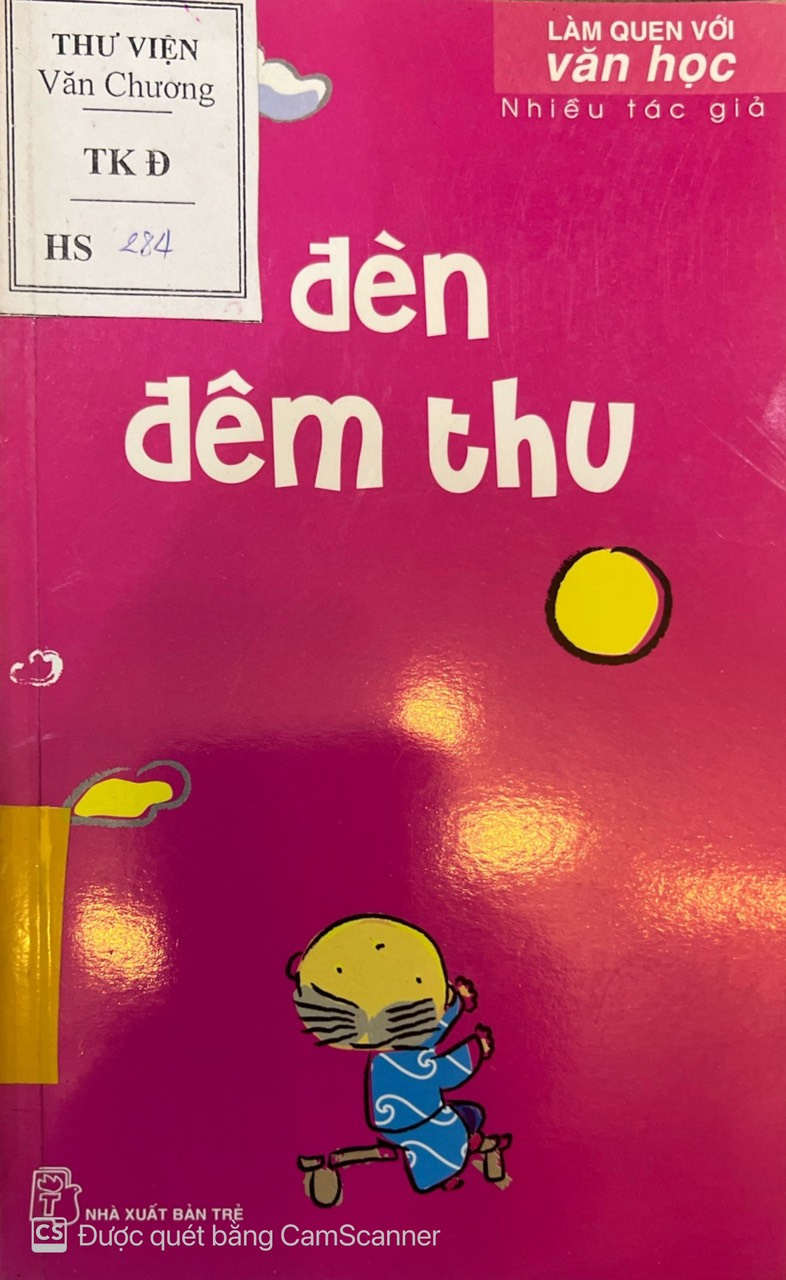 THƯ VIỆN
Văn Chương
TK Đ
HS 284
LÀM QUEN VỚI
văn học
Nhiều tác giả
đèn
đêm thu
NHÀ XUẤT BẢN TRẺ
CS Được quét bằng CamScanner